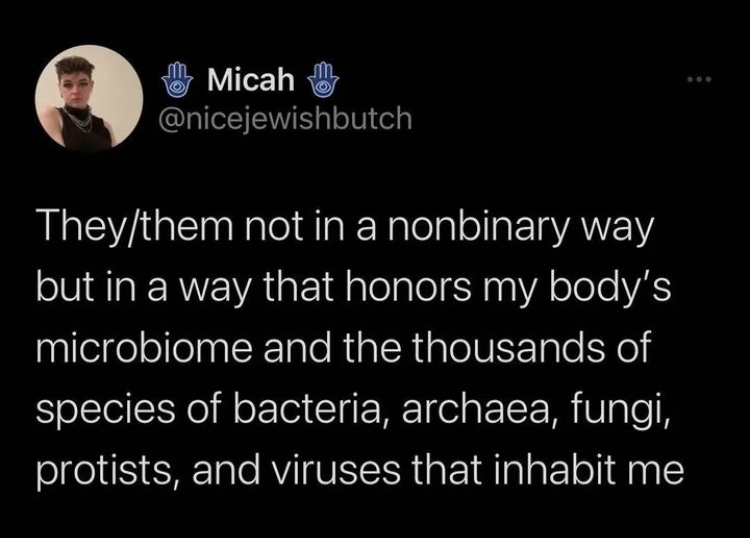 🪬 Micah 🪬
@nicejewishbutch
They/them not in a nonbinary way
but in a way that honors my body’s
microbiome and the thousands of
species of bacteria, archaea, fungi,
protists, and viruses that inhabit me